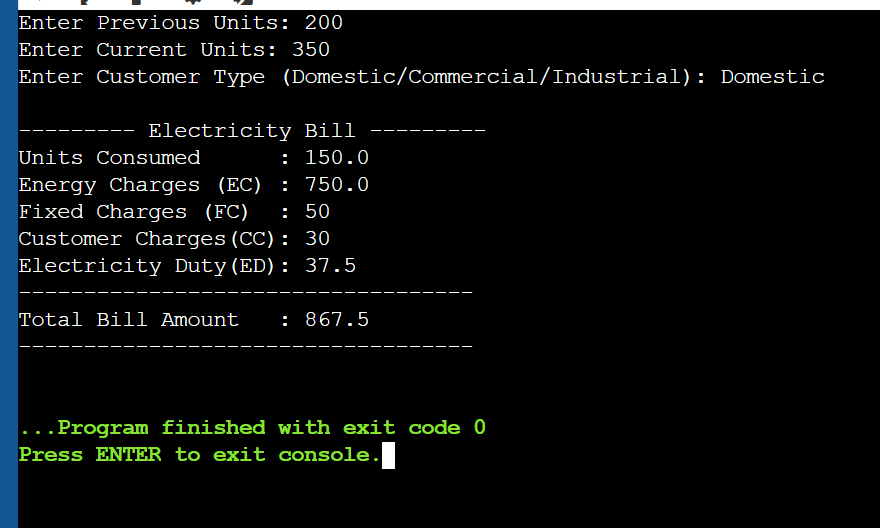 Enter Previous Units: 200
Enter Current Units: 350
Enter Customer Type (Domestic/Commercial/Industrial): Domestic
--------- Electricity Bill ---------
Units Consumed      : 150.0
Energy Charges (EC) : 750.0
Fixed Charges (FC)  : 50
Customer Charges(CC): 30
Electricity Duty(ED): 37.5
-----------------------------------
Total Bill Amount   : 867.5
-----------------------------------
...Program finished with exit code 0
Press ENTER to exit console.